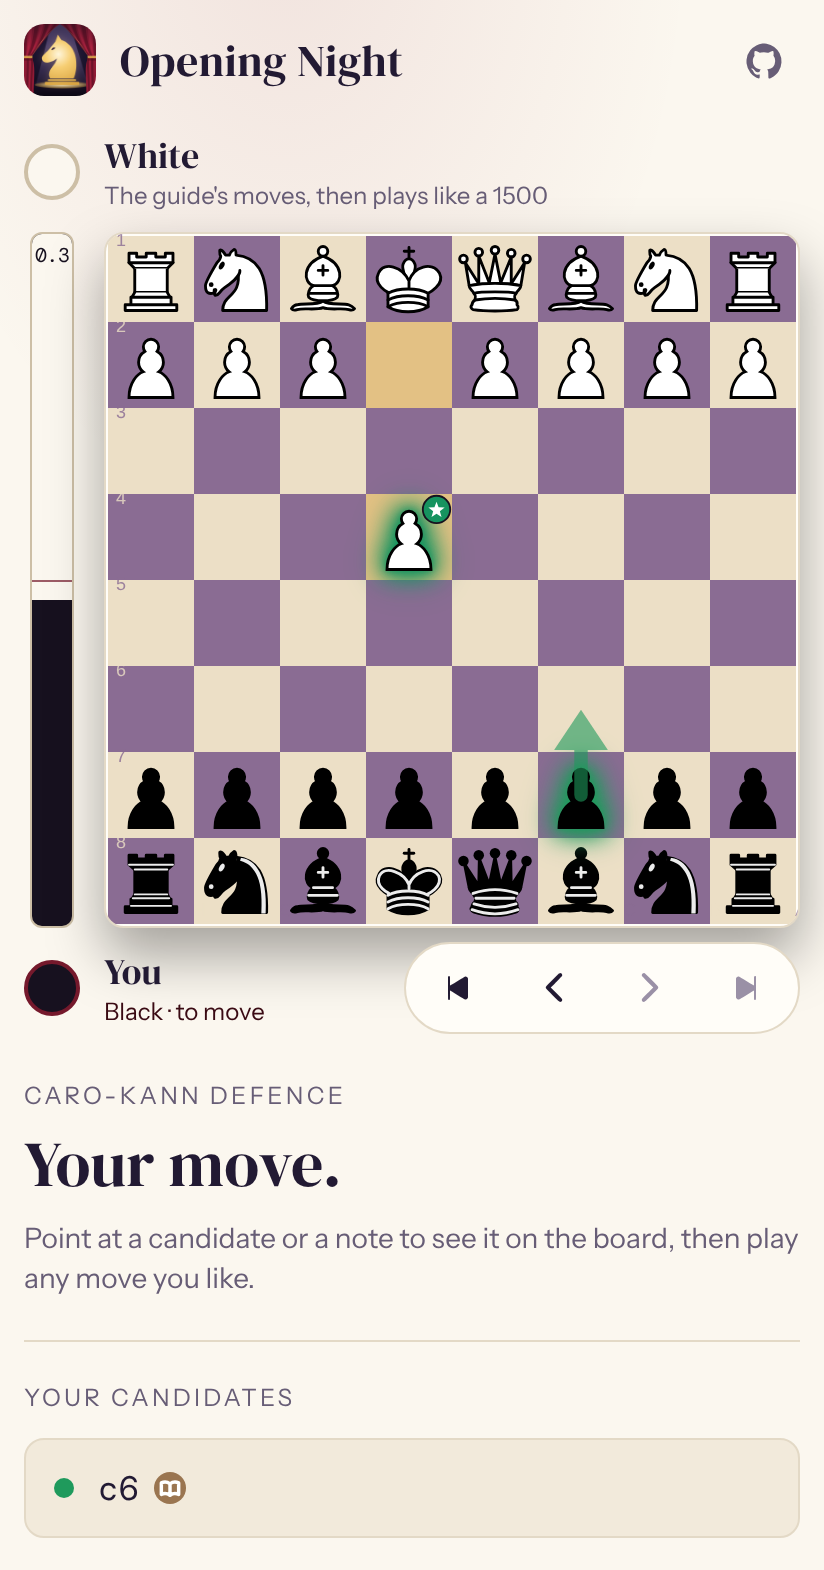 Opening Night
White
The guide's moves, then plays like a 1500
0.3
1
2
3
4
5
6
7
8
You
Black · to move
CARO-KANN DEFENCE
Your move.
Point at a candidate or a note to see it on the board, then play
any move you like.
YOUR CANDIDATES
c6